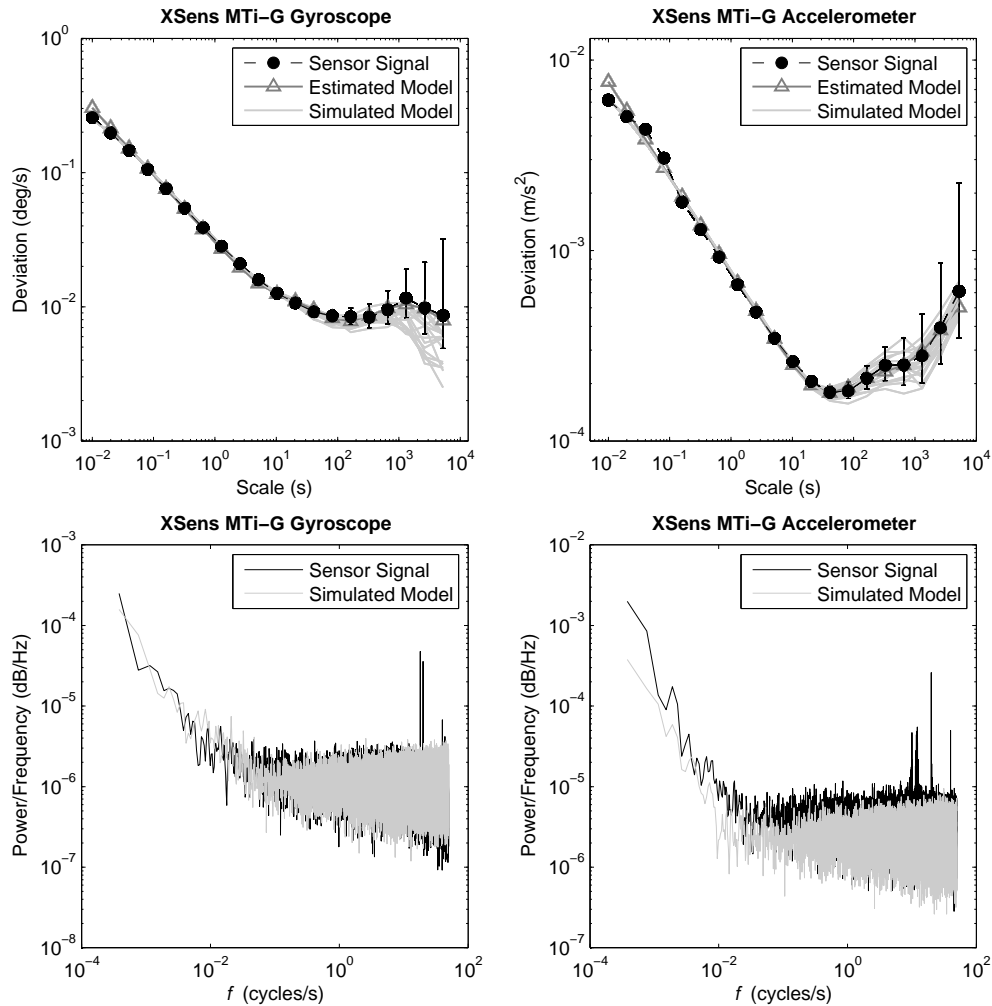 XSens MTi−G Gyroscope
10^0
10^−1
10^−2
10^−3
Deviation (deg/s)
Sensor Signal
Estimated Model
Simulated Model
10^−2 10^−1 10^0 10^1 10^2 10^3 10^4
Scale (s)
XSens MTi−G Accelerometer
10^−2
10^−3
10^−4
Deviation (m/s^2
Sensor Signal
Estimated Model
Simulated Model
10^−2 10^−1 10^0 10^1 10^2 10^3 10^4
Scale (s)
XSens MTi−G Gyroscope
10^−3
10^−4
10^−5
10^−6
10^−7
10^−8
Power/Frequency (dB/Hz)
Sensor Signal
Simulated Model
10^−4 10^−2 10^0 10^2
f (cycles/s)
XSens MTi−G Accelerometer
10^−2
10^−3
10^−4
10^−5
10^−6
10^−7
Power/Frequency (dB/Hz)
Sensor Signal
Simulated Model
10^−4 10^−2 10^0 10^2
f (cycles/s)